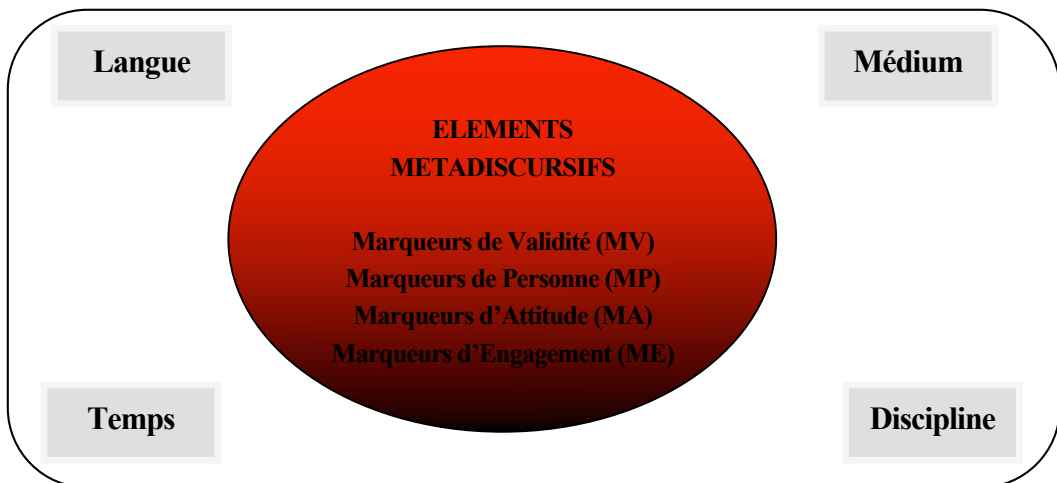 Langue
Médium
ELEMENTS
METADISCURSIFS
Marqueurs de Validité (MV)
Marqueurs de Personne (MP)
Marqueurs d’Attitude (MA)
Marqueurs d’Engagement (ME)
Temps
Discipline